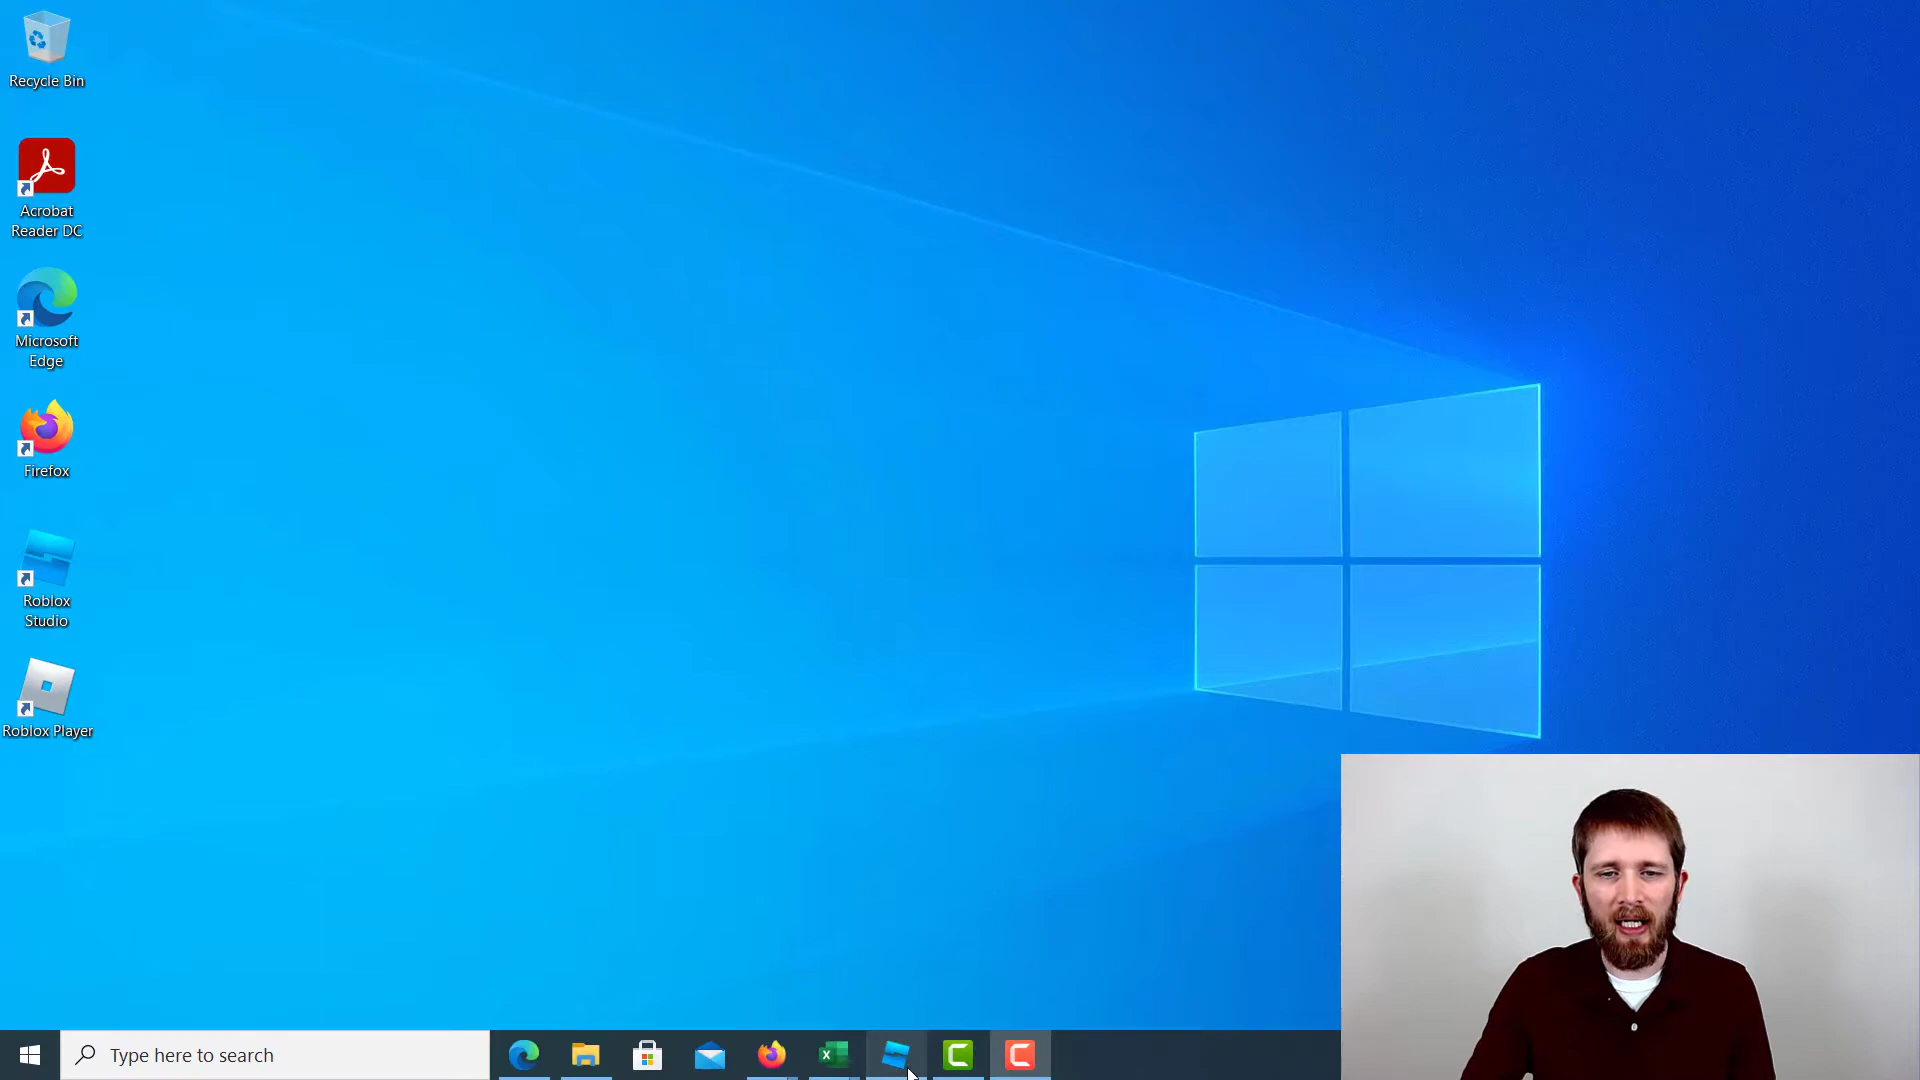 Recycle Bin
Acrobat
Reader DC
Microsoft
Edge
Firefox
Roblox
Studio
Roblox Player
Type here to search